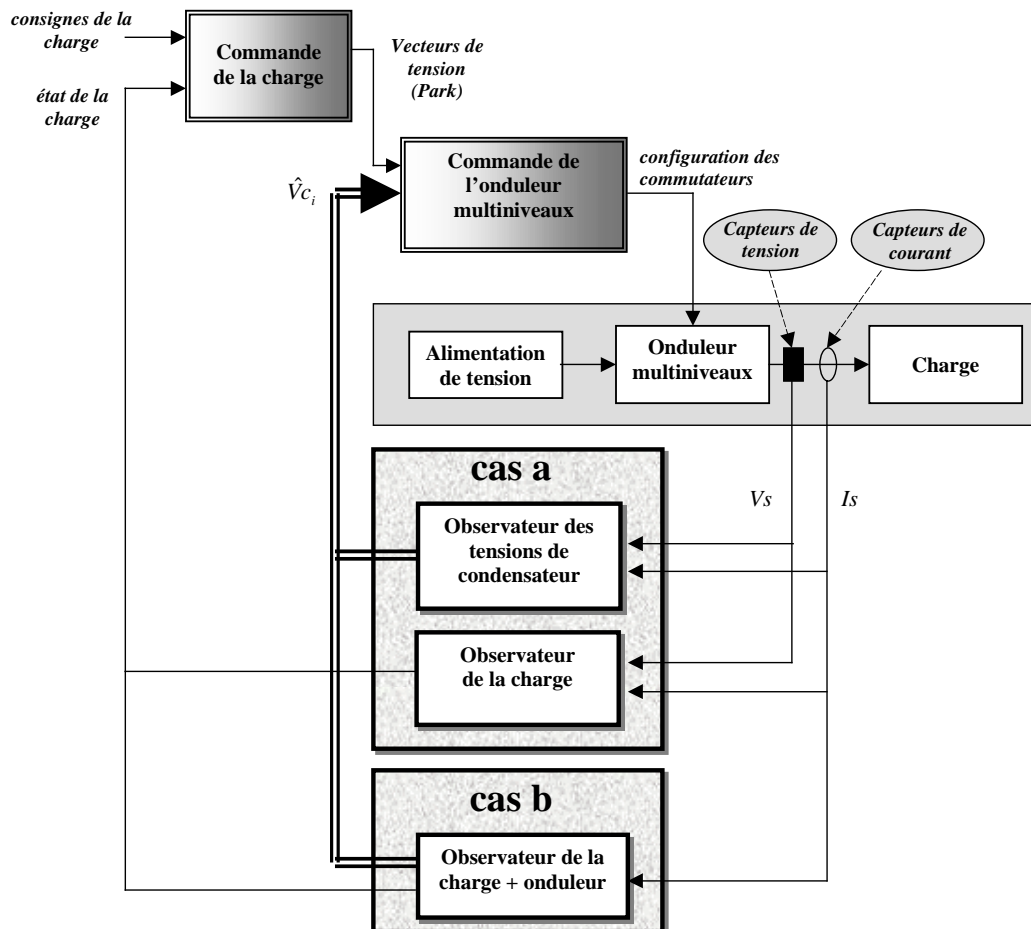 consignes de la
charge
Commande
de la charge
Vecteurs de
tension
(Park)
état de la
charge
Commande de
l'onduleur
multiniveaux
configuration des
commutateurs
V̂c_i
Capteurs de
tension
Capteurs de
courant
Alimentation
de tension
Onduleur
multiniveaux
Charge
cas a
Vs
Is
Observateur des
tensions de
condensateur
Observateur
de la charge
cas b
Observateur de la
charge + onduleur